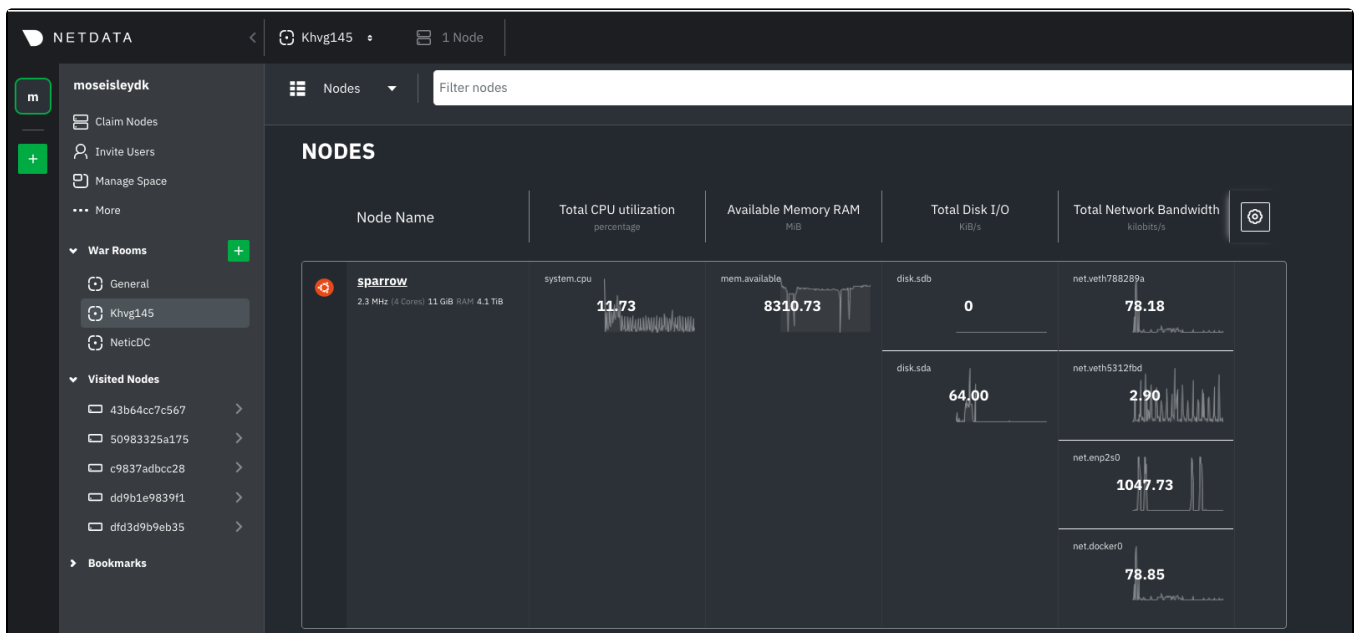 NETDATA
Khvg145
1 Node
m
moseisleydk
Claim Nodes
Invite Users
Manage Space
More
War Rooms
General
Khvg145
NeticDC
Visited Nodes
43b64cc7c567
50983325a175
c9837adbcc28
dd9b1e9839f1
dfd3d9b9eb35
Bookmarks
Nodes
Filter nodes
NODES
Node Name
Total CPU utilization
percentage
Available Memory RAM
MiB
Total Disk I/O
KiB/s
Total Network Bandwidth
kilobits/s
sparrow
2.3 MHz (4 Cores) 11 GiB RAM 4.1 TiB
system.cpu
11.73
mem.available
8310.73
disk.sdb
0
disk.sda
64.00
net.veth788289a
78.18
net.veth5312fbd
2.90
net.enp2s0
1047.73
net.docker0
78.85